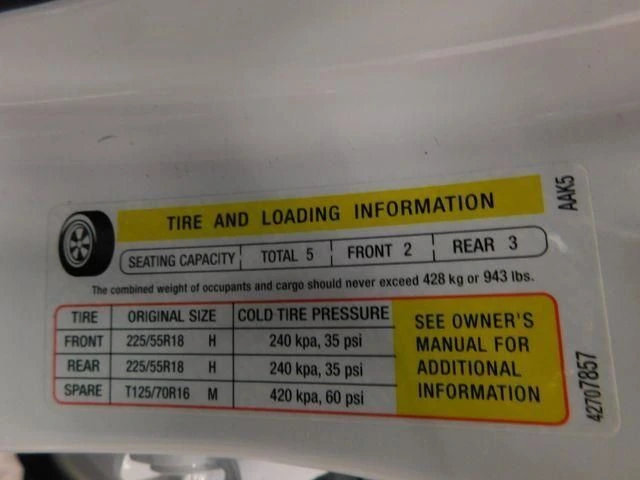 TIRE AND LOADING INFORMATION
AAK5
SEATING CAPACITY TOTAL 5 FRONT 2 REAR 3
The combined weight of occupants and cargo should never exceed 428 kg or 943 lbs.
TIRE ORIGINAL SIZE COLD TIRE PRESSURE
FRONT 225/55R18 H 240 kpa, 35 psi
REAR 225/55R18 H 240 kpa, 35 psi
SPARE T125/70R16 M 420 kpa, 60 psi
SEE OWNER'S
MANUAL FOR
ADDITIONAL
INFORMATION
42707857